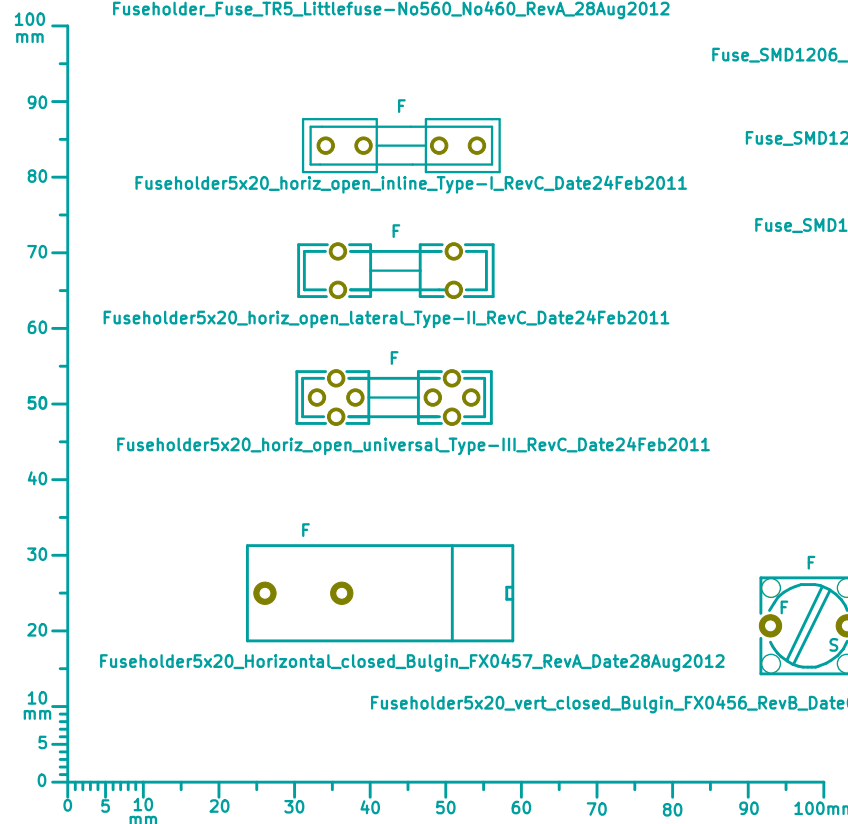 Fuseholder_Fuse_TR5_Littlefuse-No560_No460_RevA_28Aug2012
100
mm
Fuse_SMD1206_
90
F
Fuse_SMD12
80
Fuseholder5x20_horiz_open_inline_Type-I_RevC_Date24Feb2011
Fuse_SMD1
F
70
60
Fuseholder5x20_horiz_open_lateral_Type-II_RevC_Date24Feb2011
F
50
Fuseholder5x20_horiz_open_universal_Type-III_RevC_Date24Feb2011
40
F
30
F
F
20
S
Fuseholder5x20_Horizontal_closed_Bulgin_FX0457_RevA_Date28Aug2012
10
mm
Fuseholder5x20_vert_closed_Bulgin_FX0456_RevB_Date
5
0
0 5 10 20 30 40 50 60 70 80 90 100mm
mm